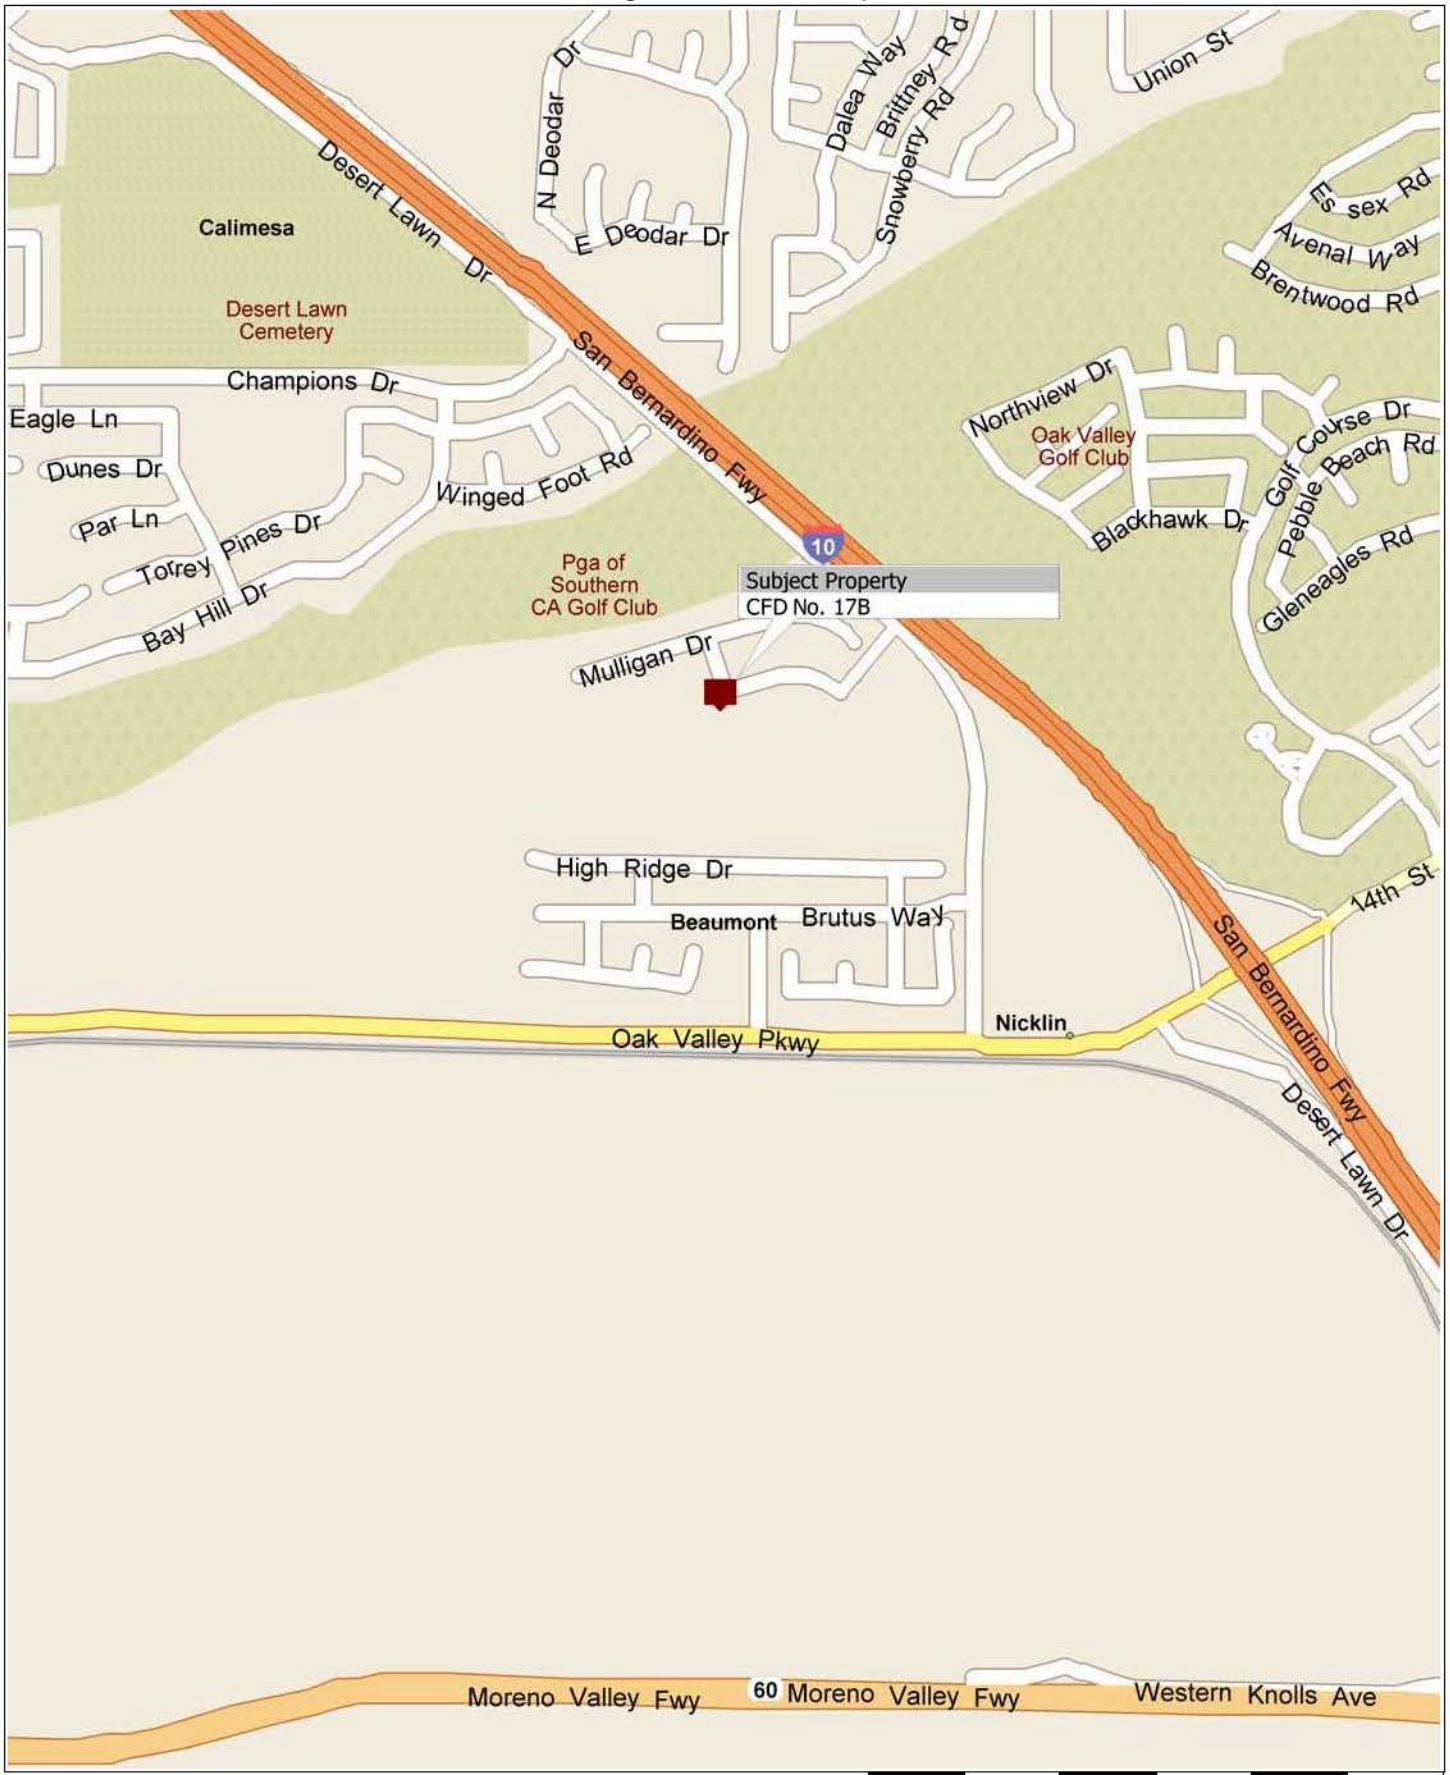 Union St
Dalea Way
Brittney Rd
Snowberry Rd
N Deodar Dr
E Deodar Dr
Desert Lawn Dr
Calimesa
Desert Lawn
Cemetery
Essex Rd
Avenal Way
Brentwood Rd
San Bernardino Fwy
Champions Dr
Eagle Ln
Dunes Dr
Par Ln
Torrey Pines Dr
Bay Hill Dr
Winged Foot Rd
Northview Dr
Oak Valley
Golf Club
Golf Course Dr
Pebble Beach Rd
Blackhawk Dr
Gleneagles Rd
10
Pga of
Southern
CA Golf Club
Subject Property
CFD No. 17B
Mulligan Dr
High Ridge Dr
Beaumont
Brutus Way
14th St
San Bernardino Fwy
Nicklin
Oak Valley Pkwy
Desert Lawn Dr
Moreno Valley Fwy
60
Moreno Valley Fwy
Western Knolls Ave